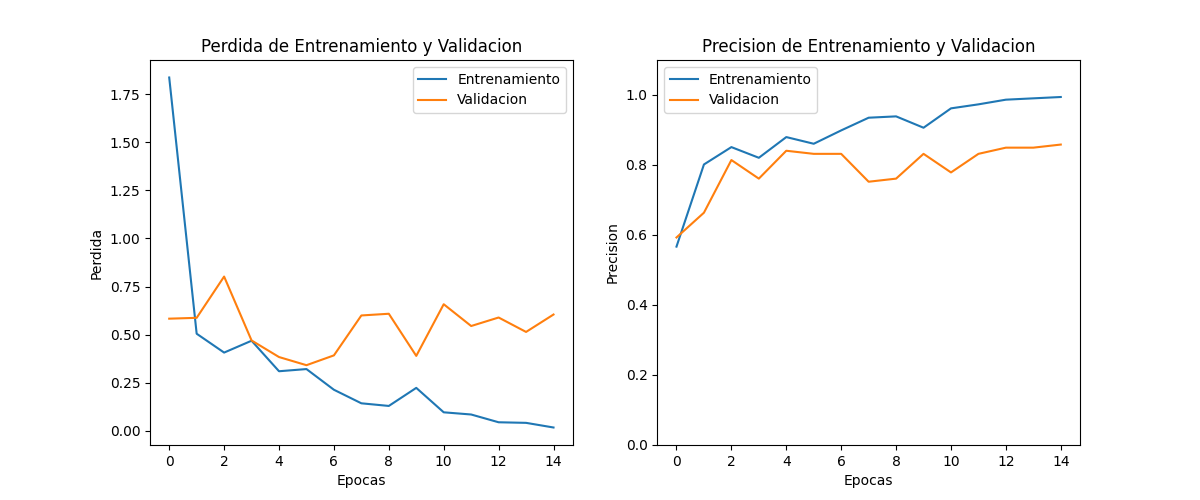 Perdida de Entrenamiento y Validacion
Entrenamiento
Validacion
1.75
1.50
1.25
1.00
0.75
0.50
0.25
0.00
Perdida
0 2 4 6 8 10 12 14
Epocas
Precision de Entrenamiento y Validacion
Entrenamiento
Validacion
1.0
0.8
0.6
0.4
0.2
0.0
Precision
0 2 4 6 8 10 12 14
Epocas